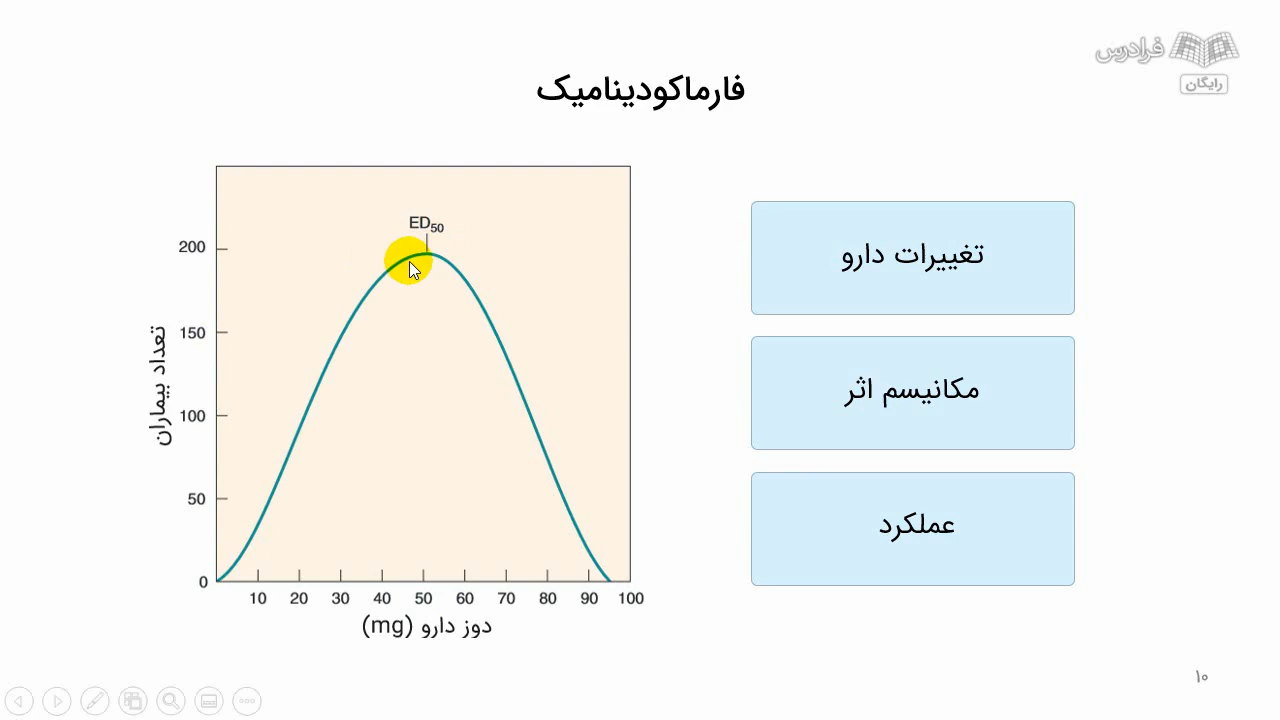 فرادرس
رایگان
فارماکودینامیک
تغییرات دارو
مکانیسم اثر
عملکرد
ED50
200
150
100
50
0
تعداد بیماران
10 20 30 40 50 60 70 80 90 100
دوز دارو (mg)
۱۰